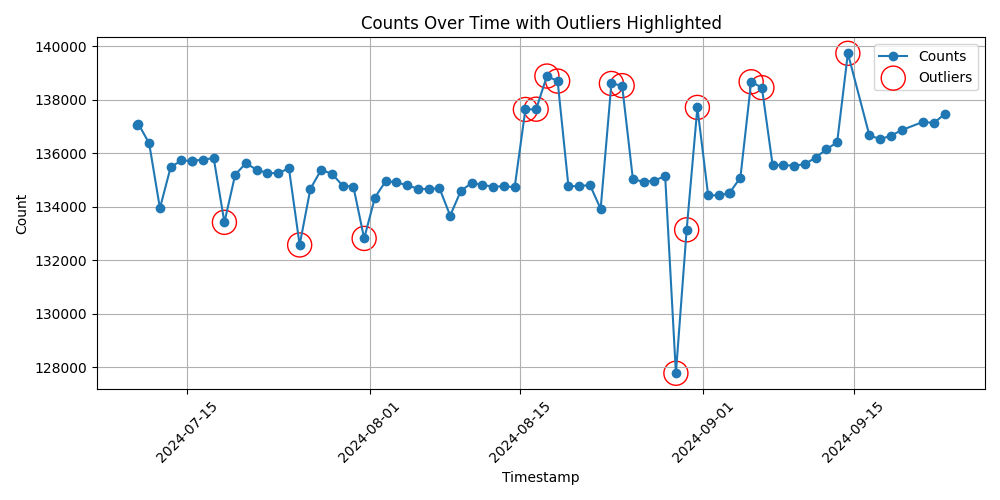 Counts Over Time with Outliers Highlighted
140000
138000
136000
134000
132000
130000
128000
Count
Counts
Outliers
2024-07-15
2024-08-01
2024-08-15
2024-09-01
2024-09-15
Timestamp